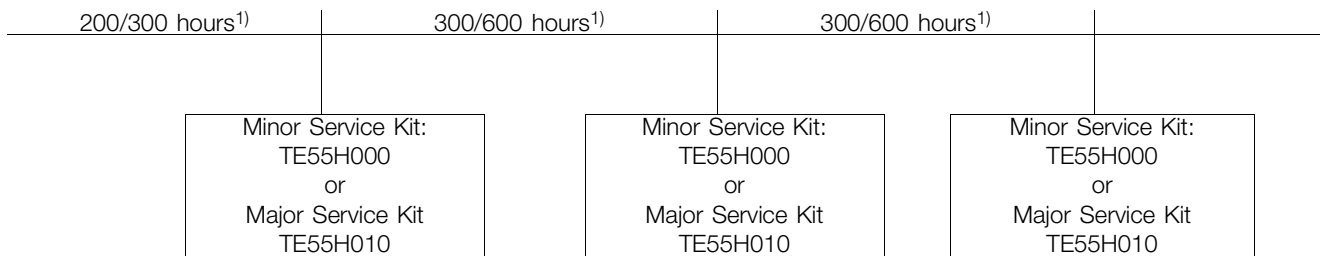 200/300 hours1)
300/600 hours1)
300/600 hours1)
Minor Service Kit:
TE55H000
or
Major Service Kit
TE55H010
Minor Service Kit:
TE55H000
or
Major Service Kit
TE55H010
Minor Service Kit:
TE55H000
or
Major Service Kit
TE55H010